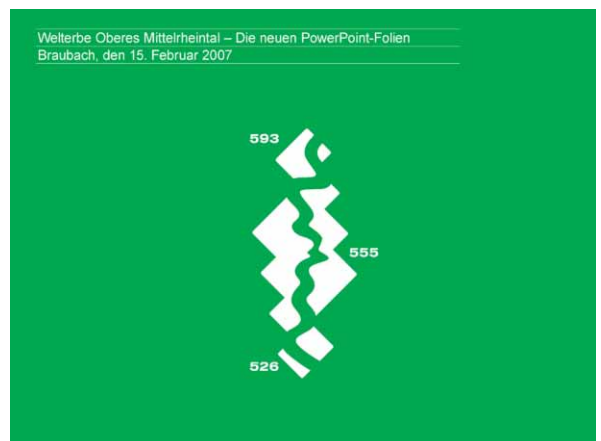 Welterbe Oberes Mittelrheintal – Die neuen PowerPoint-Folien
Braubach, den 15. Februar 2007
593
555
526